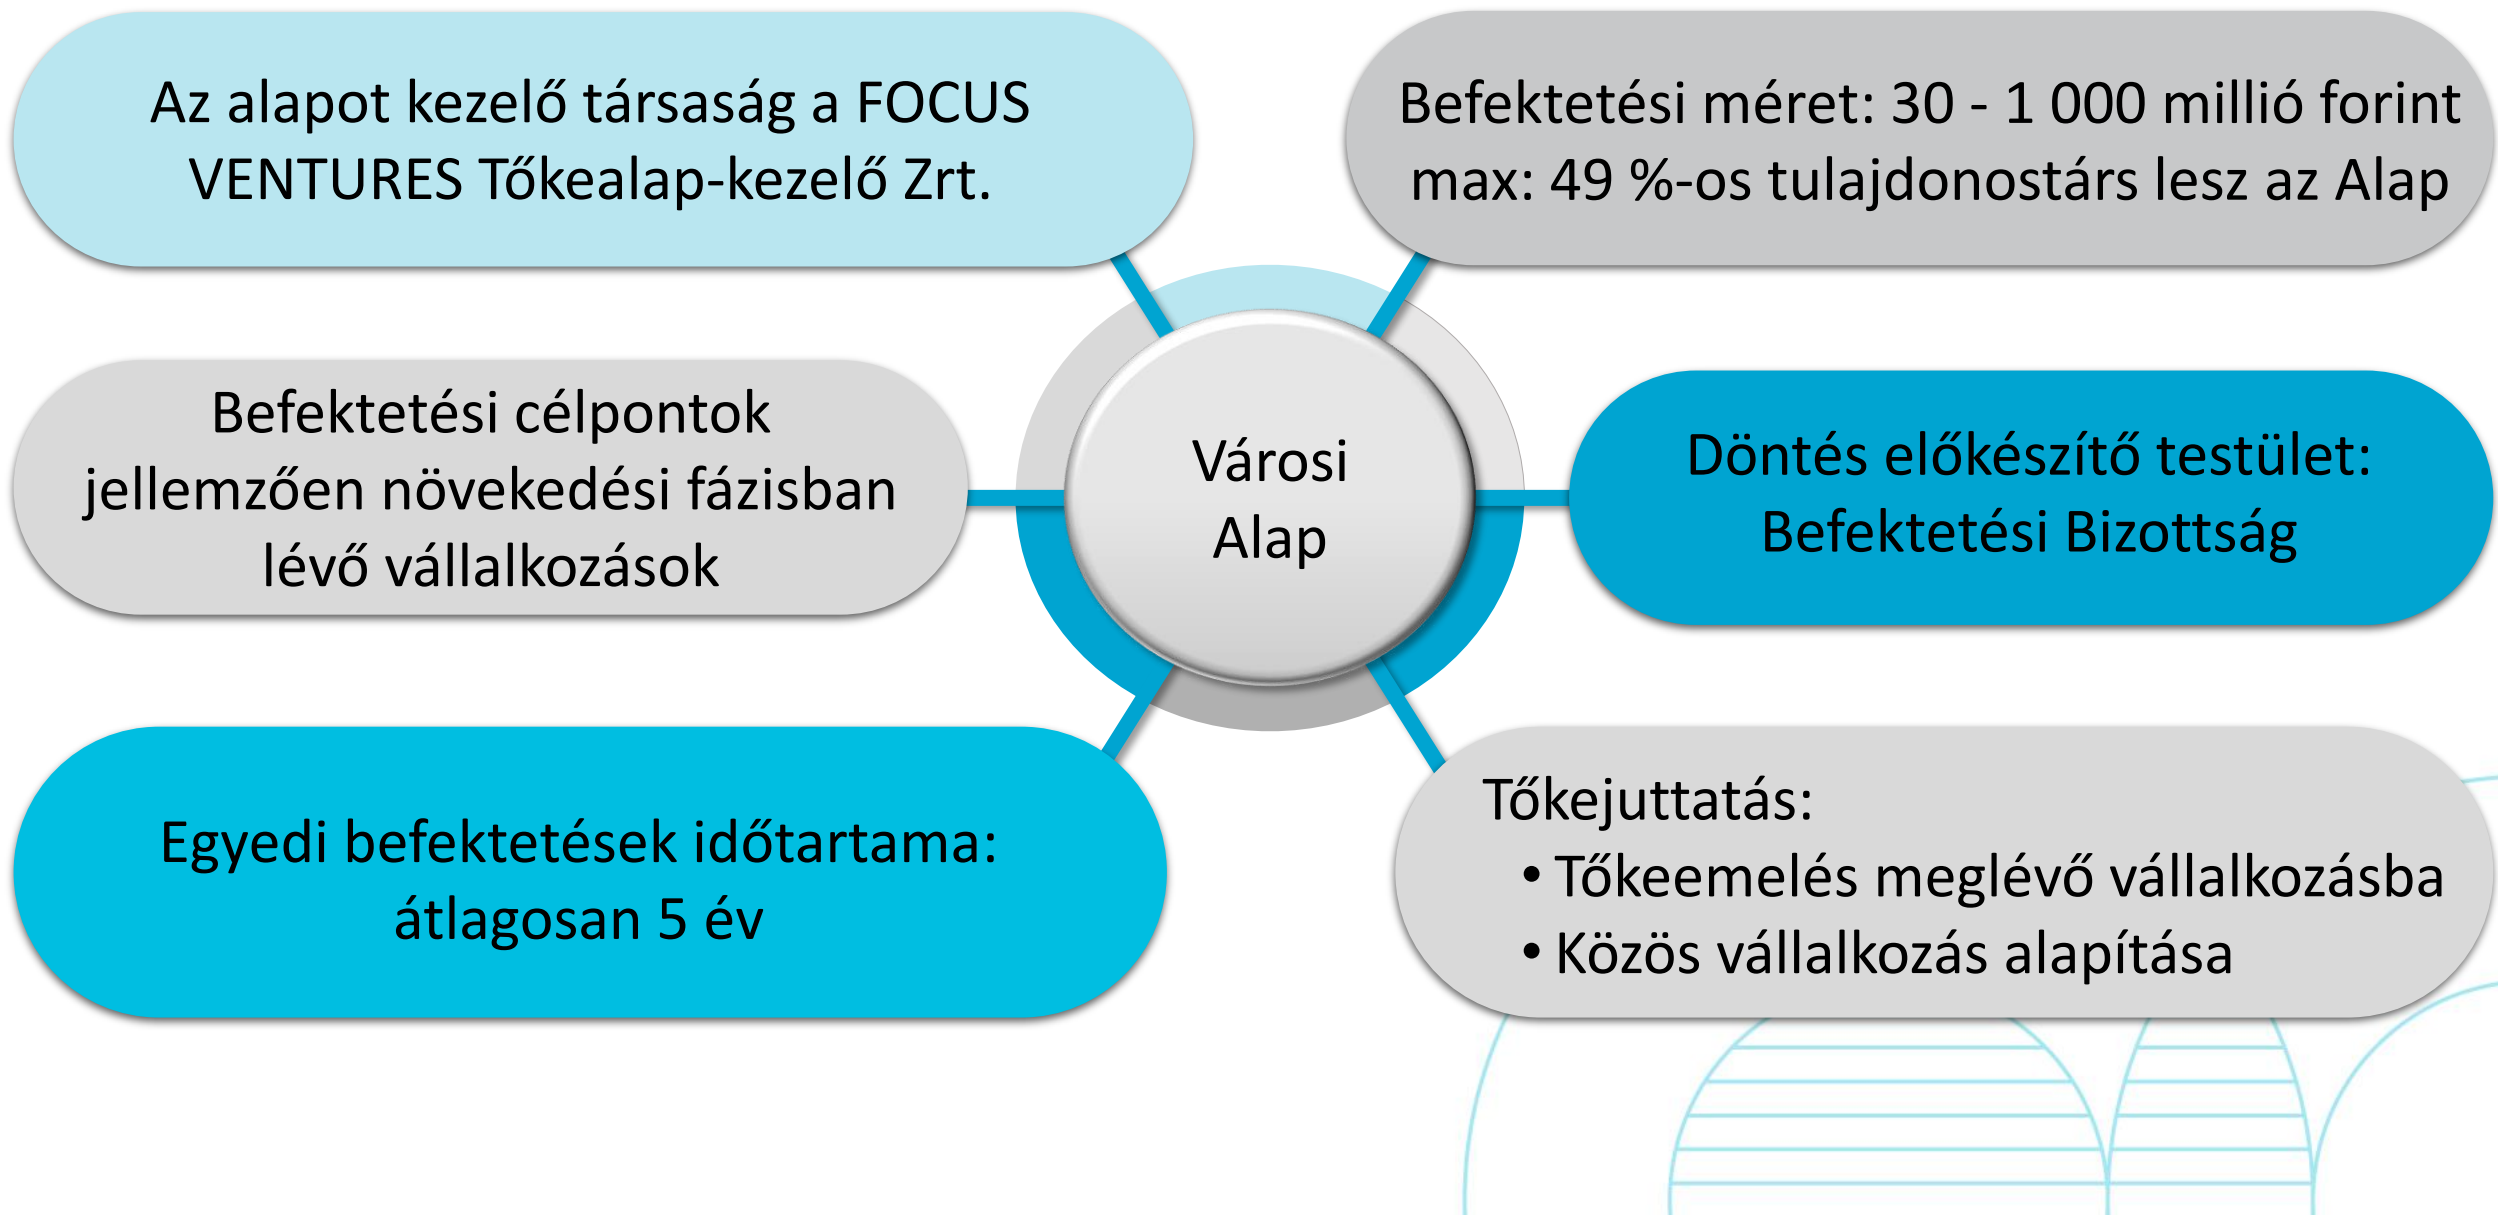 Az alapot kezelő társaság a FOCUS
VENTURES Tőkealap-kezelő Zrt.
Befektetési méret: 30 - 1 000 millió forint
max: 49 %-os tulajdonostárs lesz az Alap
Befektetési célpontok
jellemzően növekedési fázisban
lévő vállalkozások
Városi
Alap
Döntés előkészítő testület:
Befektetési Bizottság
Egyedi befektetések időtartama:
átlagosan 5 év
Tőkejuttatás:
• Tőkeemelés meglévő vállalkozásba
• Közös vállalkozás alapítása